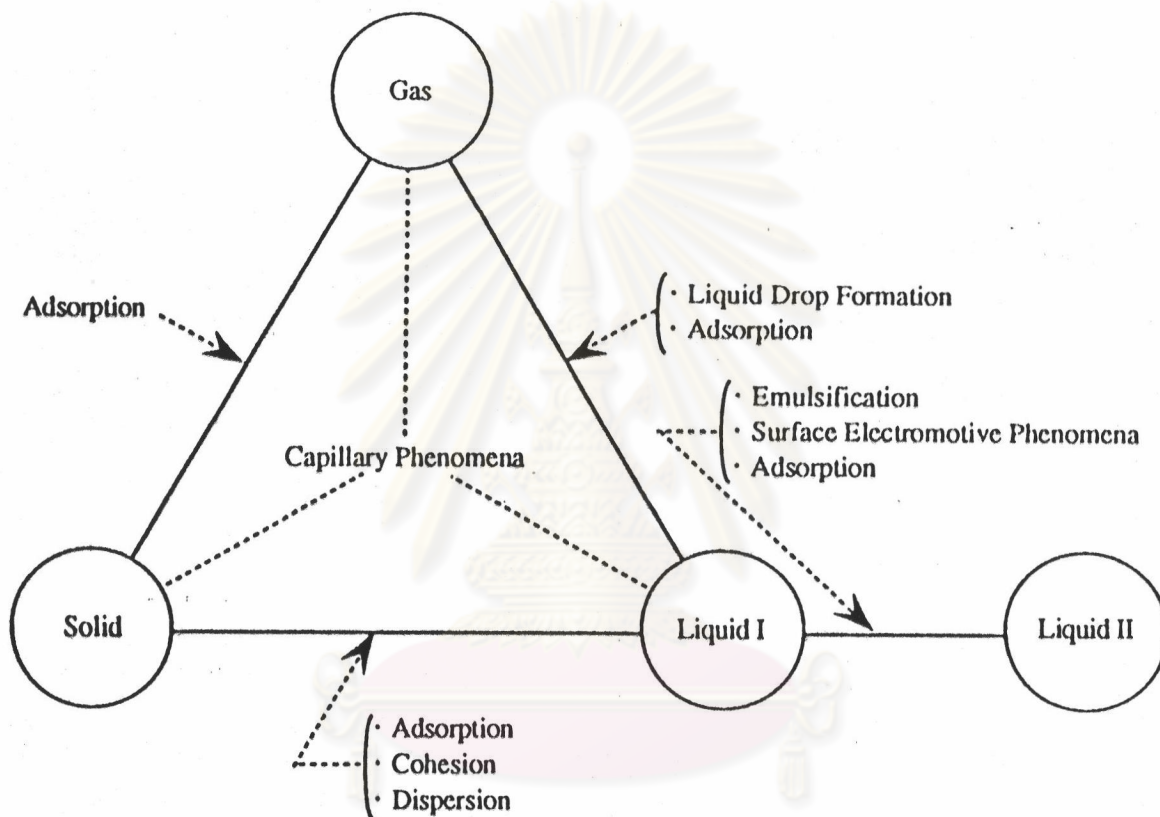 Gas
Adsorption
· Liquid Drop Formation
· Adsorption
· Emulsification
· Surface Electromotive Phenomena
· Adsorption
Capillary Phenomena
Solid
Liquid I
Liquid II
· Adsorption
· Cohesion
· Dispersion